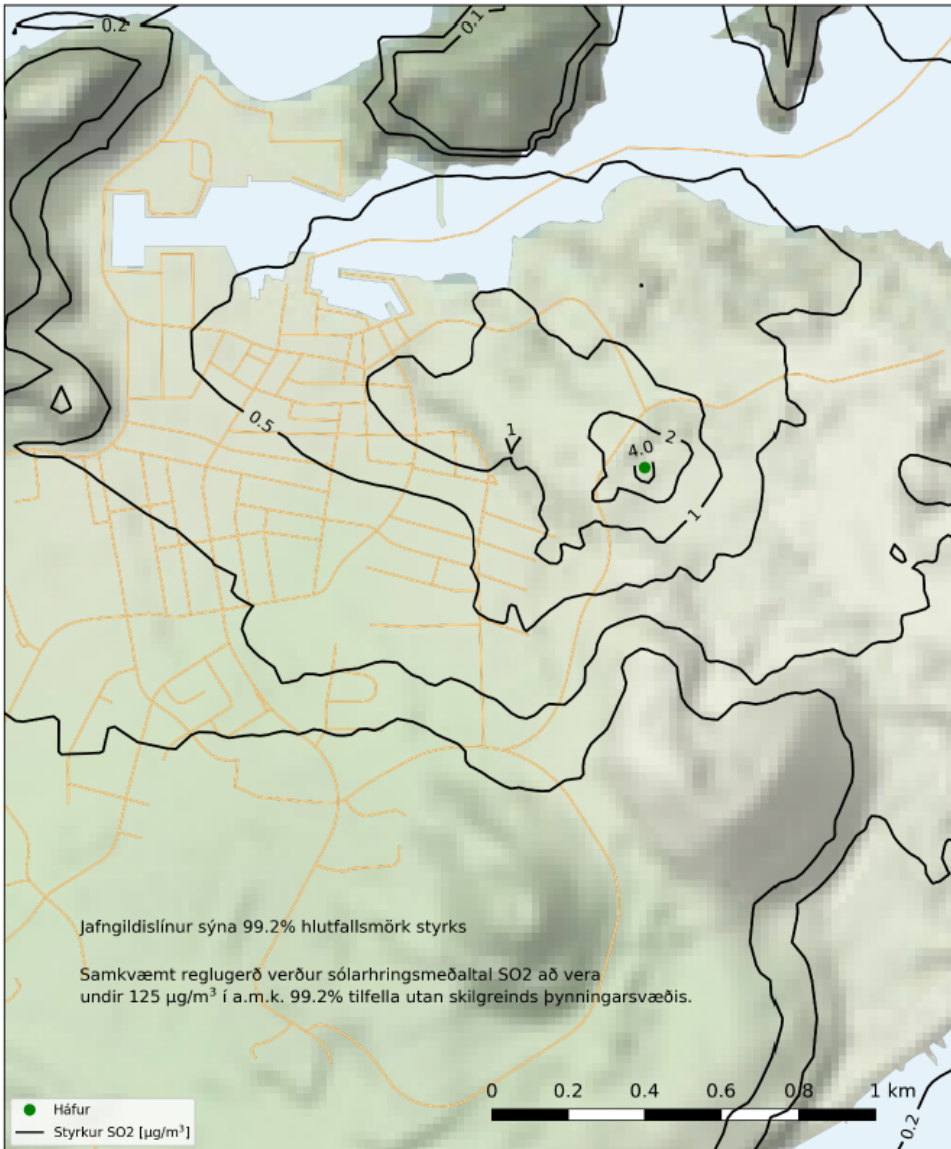 0.2
0.1
0.5
1
2
4.0
1
Jafngildislínur sýna 99.2% hlutfallsmörk styrks
Samkvæmt reglugerð verður sólarhringsmeðaltal SO2 að vera
undir 125 µg/m³ í a.m.k. 99.2% tilfella utan skilgreinds þynningarsvæðis.
0 0.2 0.4 0.6 0.8 1 km
Háfur
Styrkur SO2 [µg/m³]
0.2